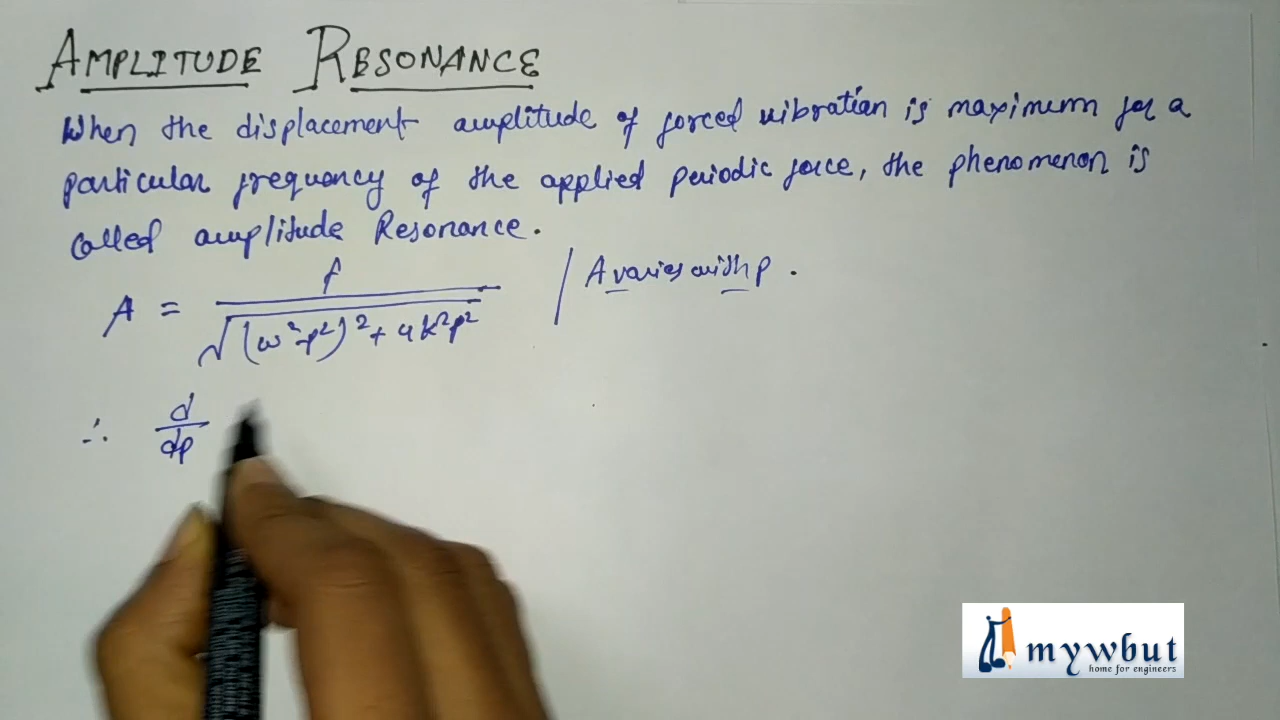 AMPLITUDE RESONANCE
When the displacement amplitude of forced vibration is maximum for a
particular frequency of the applied periodic force, the phenomenon is
called amplitude Resonance.
A = f / √((ω²-p²)² + 4k²p²) / A varies with p .
∴ d/dp
mywbut
home for engineers